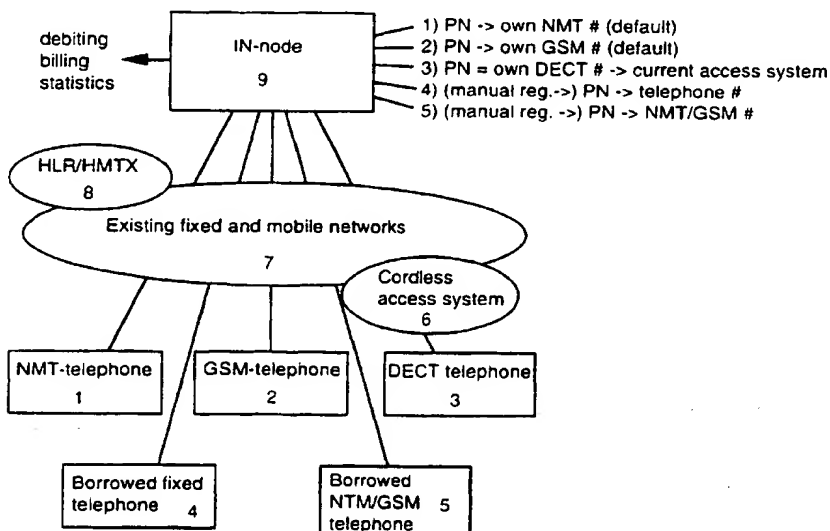 debiting
billing
statistics
IN-node
9
1) PN -> own NMT # (default)
2) PN -> own GSM # (default)
3) PN = own DECT # -> current access system
4) (manual reg.->) PN -> telephone #
5) (manual reg. ->) PN -> NMT/GSM #
HLR/HMTX
8
Existing fixed and mobile networks
7
Cordless
access system
6
NMT-telephone
1
GSM-telephone
2
DECT telephone
3
Borrowed fixed
telephone 4
Borrowed
NTM/GSM 5
telephone